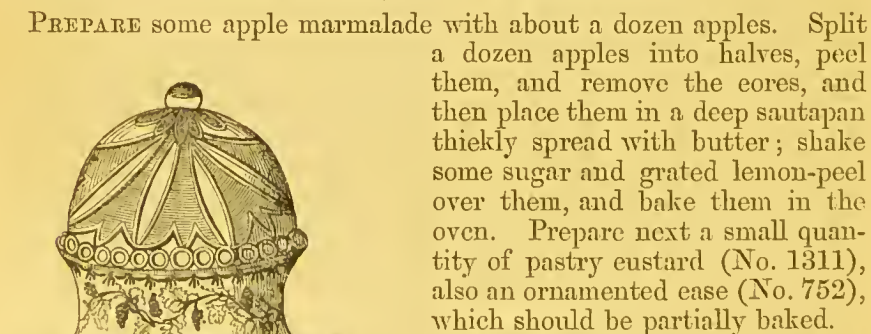 PREPARE some apple marmalade with about a dozen apples. Split
a dozen apples into halves, peel
them, and remove the cores, and
then place them in a deep sautapan
thickly spread with butter; shake
some sugar and grated lemon-peel
over them, and bake them in the
oven. Prepare next a small quan-
tity of pastry custard (No. 1311),
also an ornamented case (No. 752),
which should be partially baked.